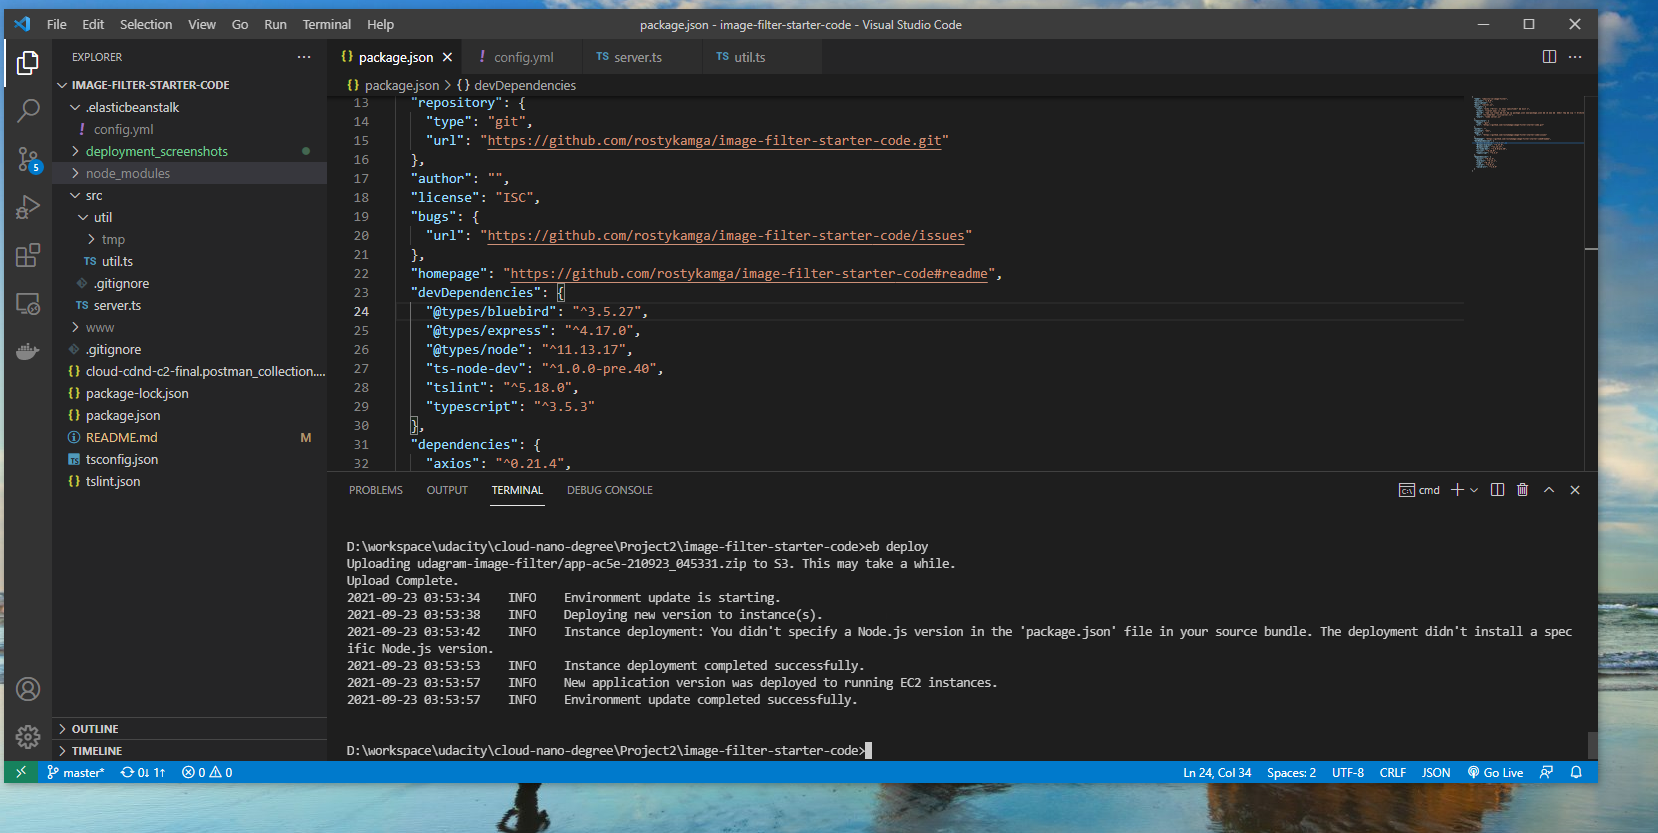 File Edit Selection View Go Run Terminal Help
package.json - image-filter-starter-code - Visual Studio Code
EXPLORER
IMAGE-FILTER-STARTER-CODE
.elasticbeanstalk
config.yml
deployment_screenshots
node_modules
src
util
tmp
TS util.ts
.gitignore
TS server.ts
www
.gitignore
{} cloud-cdnd-c2-final.postman_collection....
{} package-lock.json
{} package.json
README.md M
TS tsconfig.json
{} tslint.json
OUTLINE
TIMELINE
5
{} package.json
! config.yml
TS server.ts
TS util.ts
{} package.json > {} devDependencies
13 "repository": {
14 "type": "git",
15 "url": "https://github.com/rostykamga/image-filter-starter-code.git"
16 },
17 "author": "",
18 "license": "ISC",
19 "bugs": {
20 "url": "https://github.com/rostykamga/image-filter-starter-code/issues"
21 },
22 "homepage": "https://github.com/rostykamga/image-filter-starter-code#readme",
23 "devDependencies": {
24 "@types/bluebird": "^3.5.27",
25 "@types/express": "^4.17.0",
26 "@types/node": "^11.13.17",
27 "ts-node-dev": "^1.0.0-pre.40",
28 "tslint": "^5.18.0",
29 "typescript": "^3.5.3"
30 },
31 "dependencies": {
32 "axios": "^0.21.4",
PROBLEMS OUTPUT TERMINAL DEBUG CONSOLE
cmd
D:\workspace\udacity\cloud-nano-degree\Project2\image-filter-starter-code>eb deploy
Uploading udagram-image-filter/app-ac5e-210923_045331.zip to S3. This may take a while.
Upload Complete.
2021-09-23 03:53:34 INFO Environment update is starting.
2021-09-23 03:53:38 INFO Deploying new version to instance(s).
2021-09-23 03:53:42 INFO Instance deployment: You didn't specify a Node.js version in the 'package.json' file in your source bundle. The deployment didn't install a spec
ific Node.js version.
2021-09-23 03:53:53 INFO Instance deployment completed successfully.
2021-09-23 03:53:57 INFO New application version was deployed to running EC2 instances.
2021-09-23 03:53:57 INFO Environment update completed successfully.
D:\workspace\udacity\cloud-nano-degree\Project2\image-filter-starter-code>
master* 0↓ 1↑ 0 0
Ln 24, Col 34 Spaces: 2 UTF-8 CRLF JSON Go Live